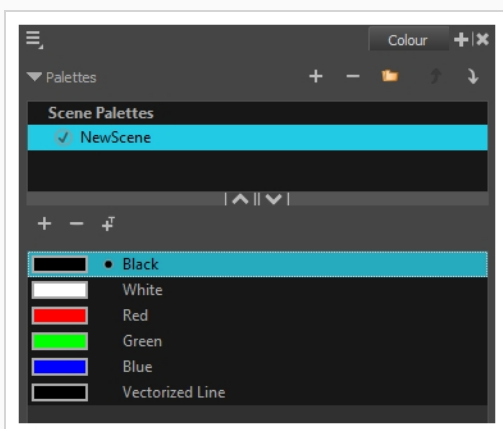 Colour
Palettes
Scene Palettes
NewScene
Black
White
Red
Green
Blue
Vectorized Line